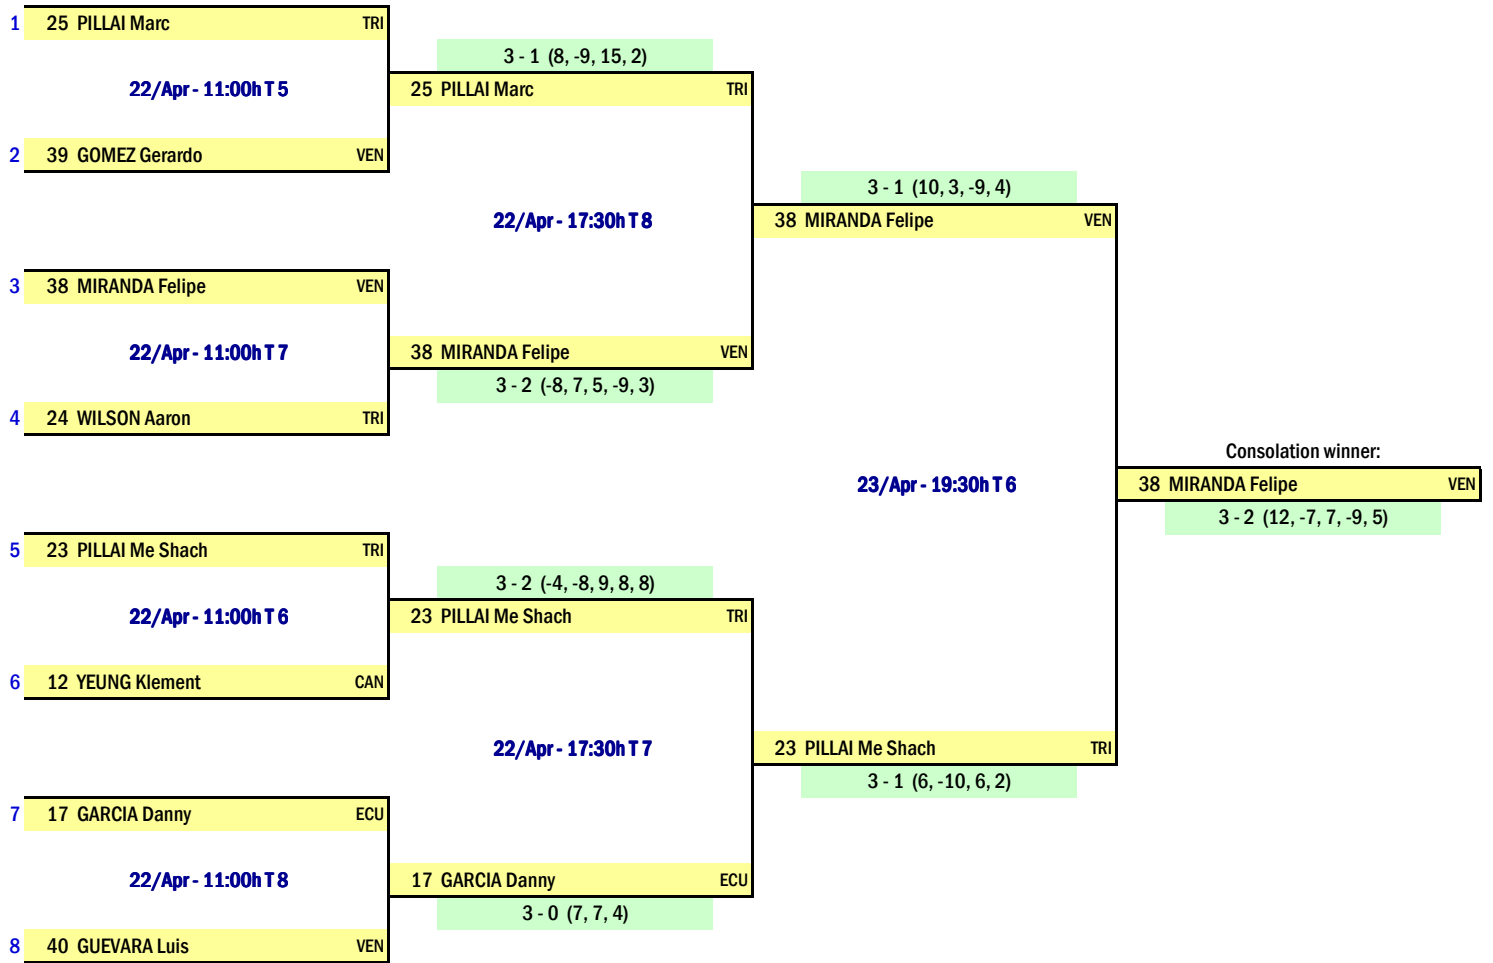 1 25 PILLAI Marc TRI
3 - 1 (8, -9, 15, 2)
22/Apr - 11:00h T 5
25 PILLAI Marc TRI
2 39 GOMEZ Gerardo VEN
3 - 1 (10, 3, -9, 4)
22/Apr - 17:30h T 8
38 MIRANDA Felipe VEN
3 38 MIRANDA Felipe VEN
22/Apr - 11:00h T 7
38 MIRANDA Felipe VEN
3 - 2 (-8, 7, 5, -9, 3)
4 24 WILSON Aaron TRI
Consolation winner:
23/Apr - 19:30h T 6
38 MIRANDA Felipe VEN
3 - 2 (12, -7, 7, -9, 5)
5 23 PILLAI Me Shach TRI
3 - 2 (-4, -8, 9, 8, 8)
22/Apr - 11:00h T 6
23 PILLAI Me Shach TRI
6 12 YEUNG Klement CAN
22/Apr - 17:30h T 7
23 PILLAI Me Shach TRI
3 - 1 (6, -10, 6, 2)
7 17 GARCIA Danny ECU
22/Apr - 11:00h T 8
17 GARCIA Danny ECU
3 - 0 (7, 7, 4)
8 40 GUEVARA Luis VEN